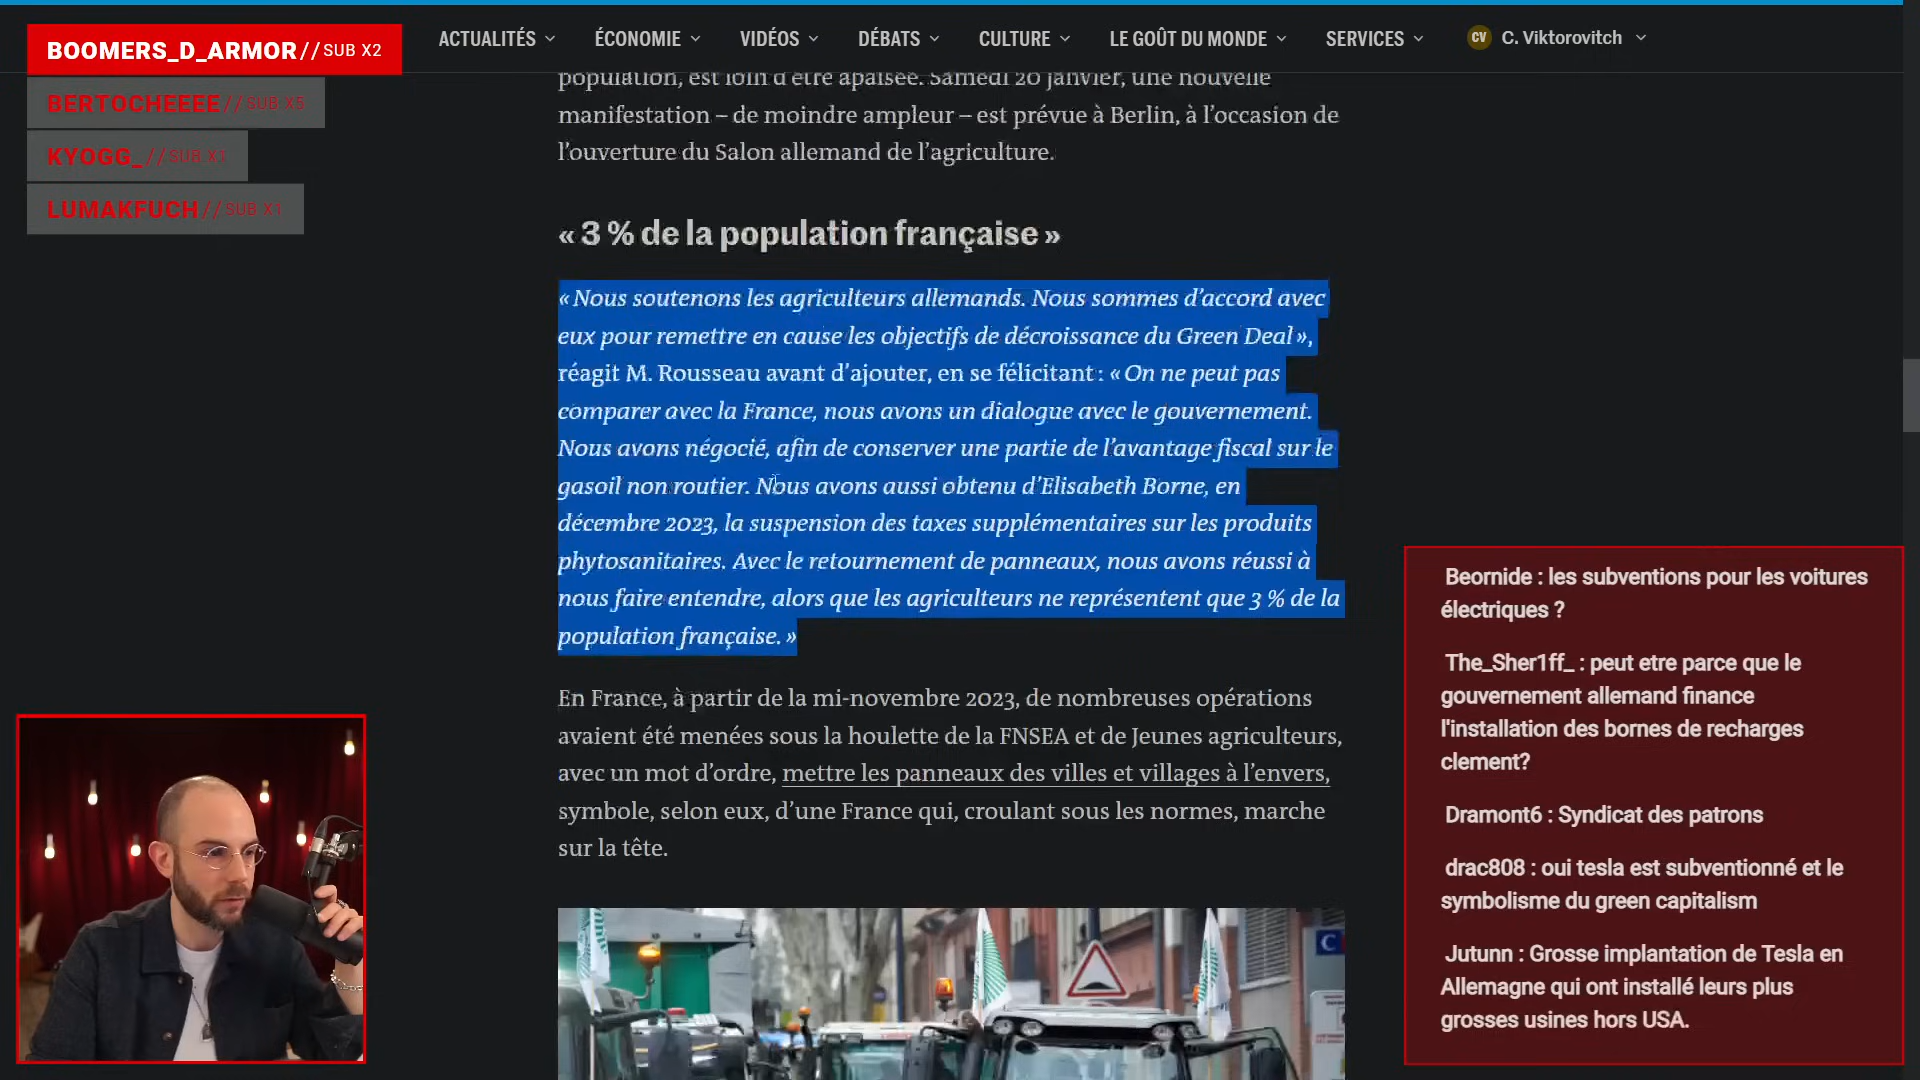 BOOMERS_D_ARMOR // SUB X2
BERTOCHEEEE // SUB X5
KYOGG_ // SUB X1
LUMAKFUCH // SUB X1
ACTUALITÉS
ÉCONOMIE
VIDÉOS
DÉBATS
CULTURE
LE GOÛT DU MONDE
SERVICES
CV
C. Viktorovitch
population, est loin d'être apaisée. Samedi 20 janvier, une nouvelle
manifestation – de moindre ampleur – est prévue à Berlin, à l'occasion de
l'ouverture du Salon allemand de l'agriculture.
« 3 % de la population française »
« Nous soutenons les agriculteurs allemands. Nous sommes d'accord avec
eux pour remettre en cause les objectifs de décroissance du Green Deal »,
réagit M. Rousseau avant d'ajouter, en se félicitant : « On ne peut pas
comparer avec la France, nous avons un dialogue avec le gouvernement.
Nous avons négocié, afin de conserver une partie de l'avantage fiscal sur le
gasoil non routier. Nous avons aussi obtenu d'Elisabeth Borne, en
décembre 2023, la suspension des taxes supplémentaires sur les produits
phytosanitaires. Avec le retournement de panneaux, nous avons réussi à
nous faire entendre, alors que les agriculteurs ne représentent que 3 % de la
population française. »
En France, à partir de la mi-novembre 2023, de nombreuses opérations
avaient été menées sous la houlette de la FNSEA et de Jeunes agriculteurs,
avec un mot d'ordre, mettre les panneaux des villes et villages à l'envers,
symbole, selon eux, d'une France qui, croulant sous les normes, marche
sur la tête.
C
Beornide : les subventions pour les voitures
électriques ?
The_Sher1ff_ : peut etre parce que le
gouvernement allemand finance
l'installation des bornes de recharges
clement?
Dramont6 : Syndicat des patrons
drac808 : oui tesla est subventionné et le
symbolisme du green capitalism
Jutunn : Grosse implantation de Tesla en
Allemagne qui ont installé leurs plus
grosses usines hors USA.